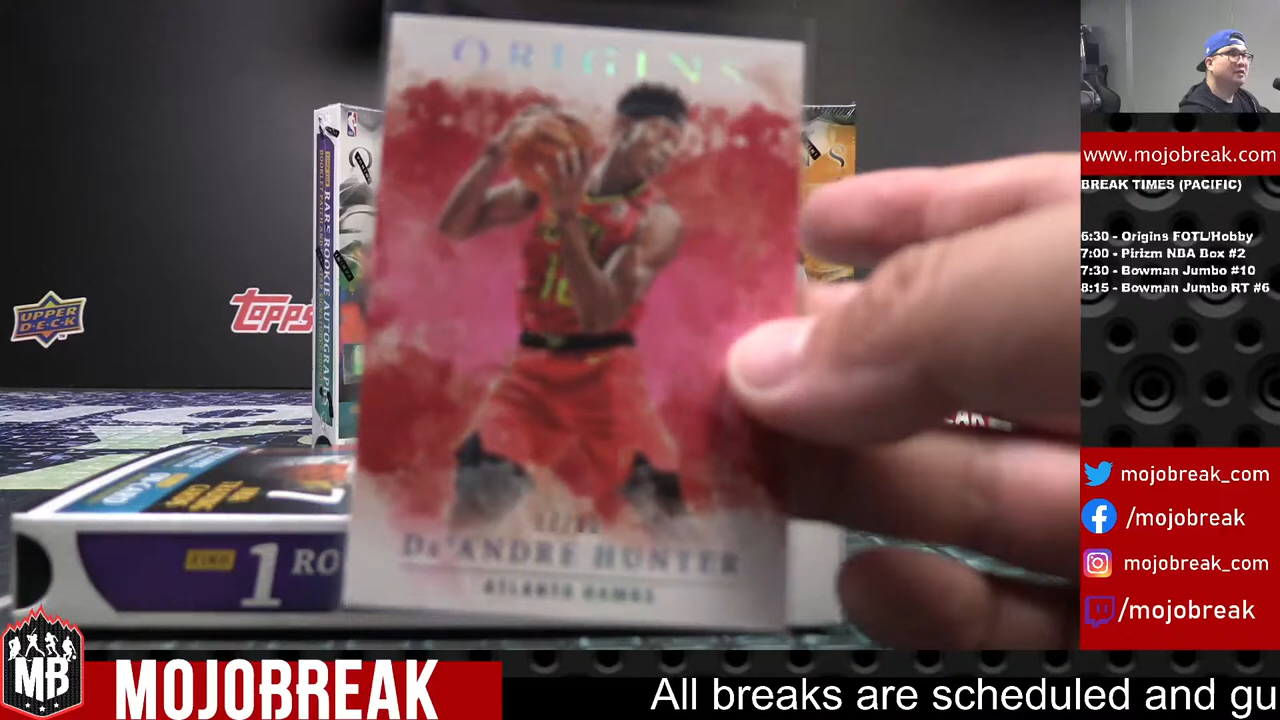 ORIGINS
De'ANDRE HUNTER
ATLANTA HAWKS
UPPER
D·E·C·K
Topps
RARE ROOKIE AUTOGRAPH
FIND
1
RO
7
www.mojobreak.com
BREAK TIMES (PACIFIC)
6:30 - Origins FOTL/Hobby
7:00 - Pirizm NBA Box #2
7:30 - Bowman Jumbo #10
8:15 - Bowman Jumbo RT #6
mojobreak_com
/mojobreak
mojobreak_com
/mojobreak
MB
MOJOBREAK
All breaks are scheduled and gu